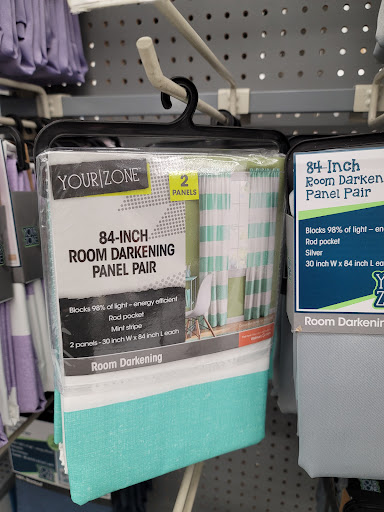 YOUR ZONE
2
PANELS
84-INCH
ROOM DARKENING
PANEL PAIR
Blocks 98% of light – energy efficient
Rod pocket
Mint stripe
2 panels - 30 inch W x 84 inch L each
Room Darkening
84-Inch
Room Darken
Panel Pair
Blocks 98% of light – energy
Rod pocket
Silver
30 inch W x 84 inch L ea
Room Darkenin